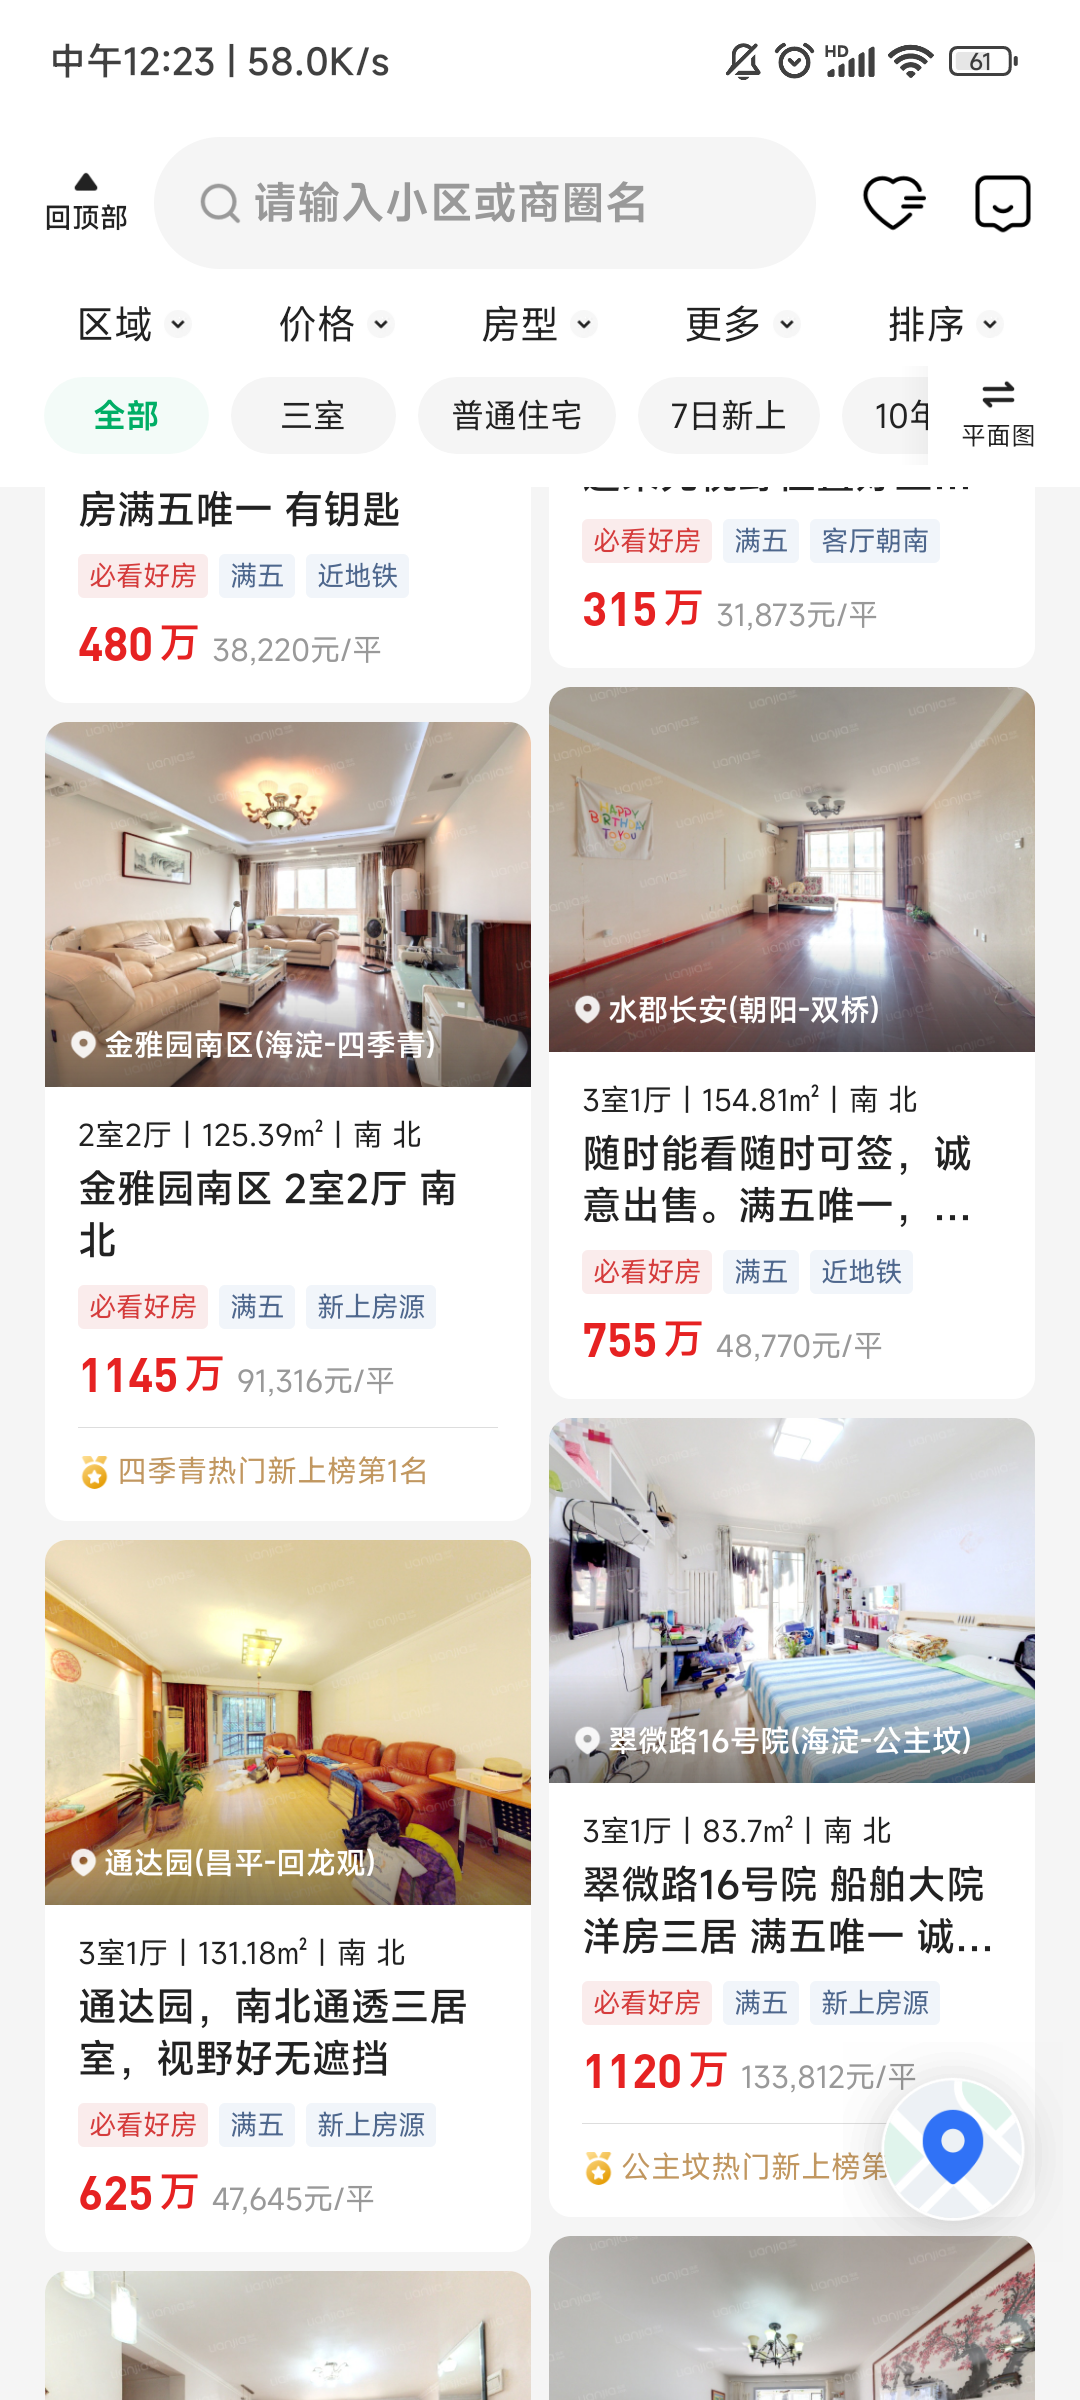 中午12:23 | 58.0K/s
HD
61
回顶部
请输入小区或商圈名
区域
价格
房型
更多
排序
全部
三室
普通住宅
7日新上
10年
平面图
房满五唯一 有钥匙
必看好房 满五 近地铁
480万 38,220元/平
金雅园南区(海淀-四季青)
2室2厅 | 125.39㎡ | 南 北
金雅园南区 2室2厅 南
北
必看好房 满五 新上房源
1145万 91,316元/平
四季青热门新上榜第1名
通达园(昌平-回龙观)
3室1厅 | 131.18㎡ | 南 北
通达园，南北通透三居
室，视野好无遮挡
必看好房 满五 新上房源
625万 47,645元/平
必看好房 满五 客厅朝南
315万 31,873元/平
HAPPY
BIRTHDAY
TO YOU
水郡长安(朝阳-双桥)
3室1厅 | 154.81㎡ | 南 北
随时能看随时可签，诚
意出售。满五唯一，...
必看好房 满五 近地铁
755万 48,770元/平
翠微路16号院(海淀-公主坟)
3室1厅 | 83.7㎡ | 南 北
翠微路16号院 船舶大院
洋房三居 满五唯一 诚...
必看好房 满五 新上房源
1120万 133,812元/平
公主坟热门新上榜第